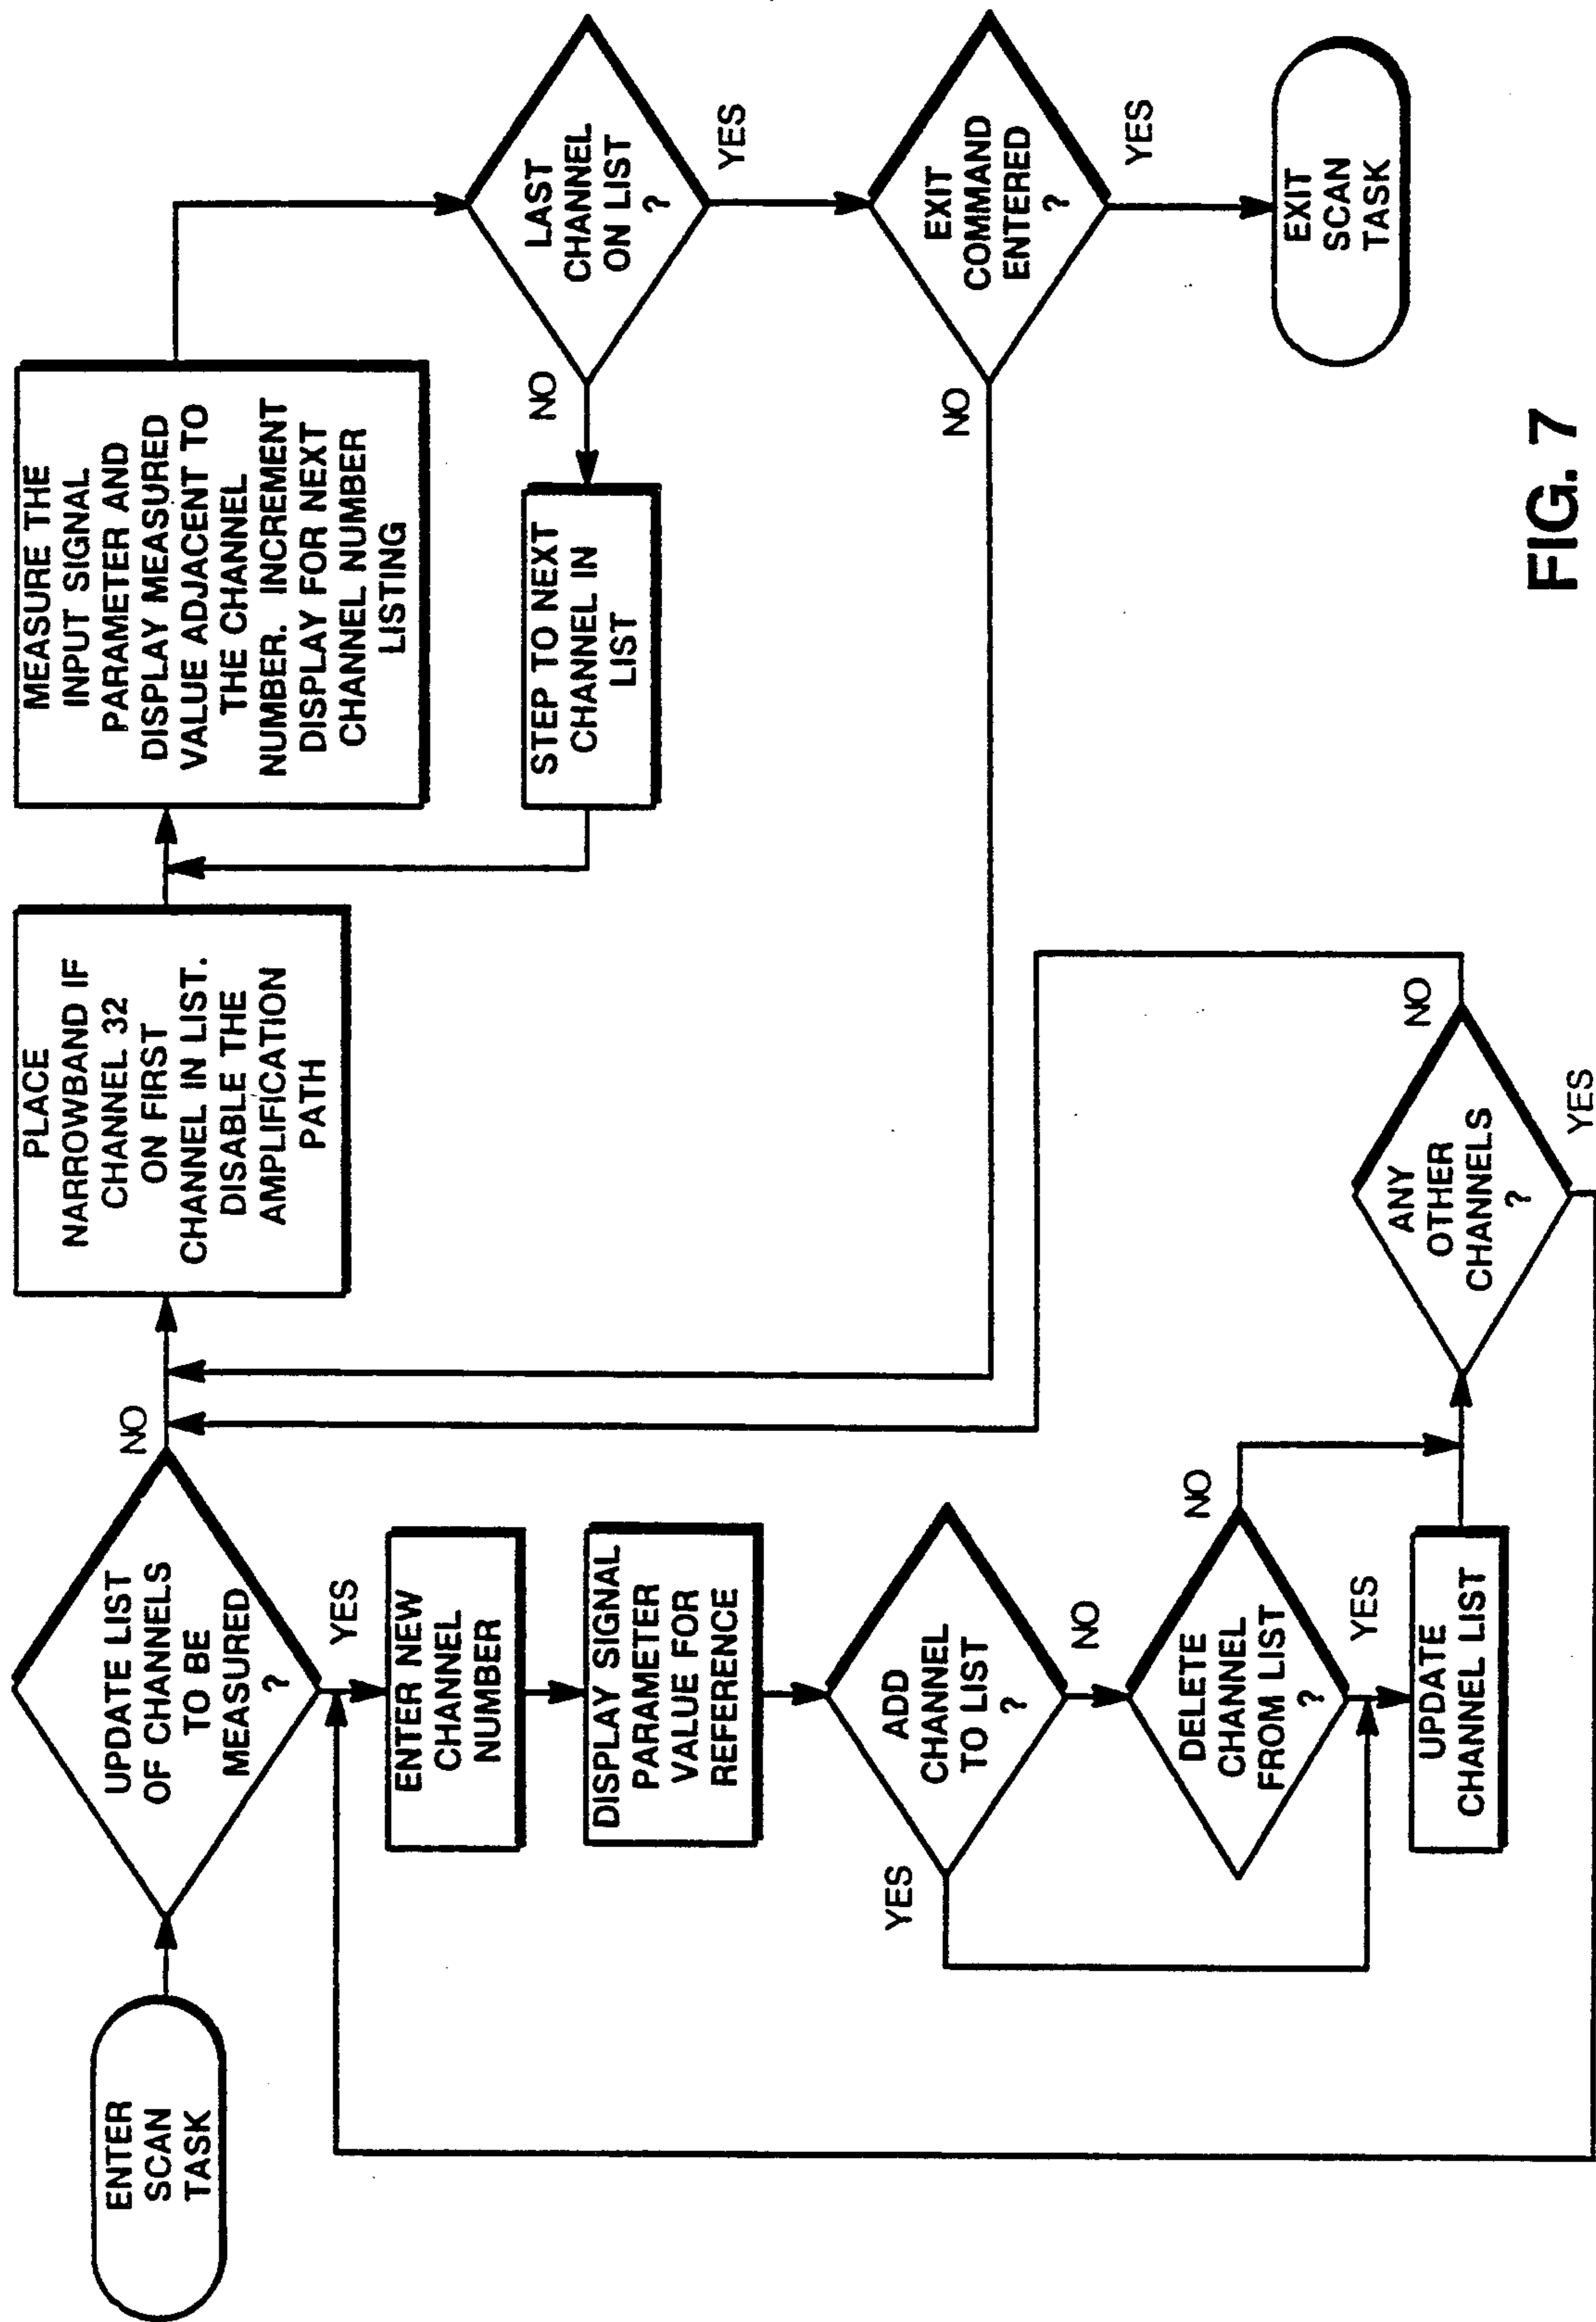 ENTER
SCAN
TASK
UPDATE LIST
OF CHANNELS
TO BE
MEASURED
?
NO
YES
ENTER NEW
CHANNEL
NUMBER
DISPLAY SIGNAL
PARAMETER
VALUE FOR
REFERENCE
ADD
CHANNEL
TO LIST
?
YES
NO
DELETE
CHANNEL
FROM LIST
?
NO
YES
UPDATE
CHANNEL LIST
ANY
OTHER
CHANNELS
?
NO
YES
PLACE
NARROWBAND IF
CHANNEL 32
ON FIRST
CHANNEL IN LIST.
DISABLE THE
AMPLIFICATION
PATH
MEASURE THE
INPUT SIGNAL
PARAMETER AND
DISPLAY MEASURED
VALUE ADJACENT TO
THE CHANNEL
NUMBER. INCREMENT
DISPLAY FOR NEXT
CHANNEL NUMBER
LISTING
LAST
CHANNEL
ON LIST
?
NO
YES
STEP TO NEXT
CHANNEL IN
LIST
EXIT
COMMAND
ENTERED
?
NO
YES
EXIT
SCAN
TASK
FIG. 7